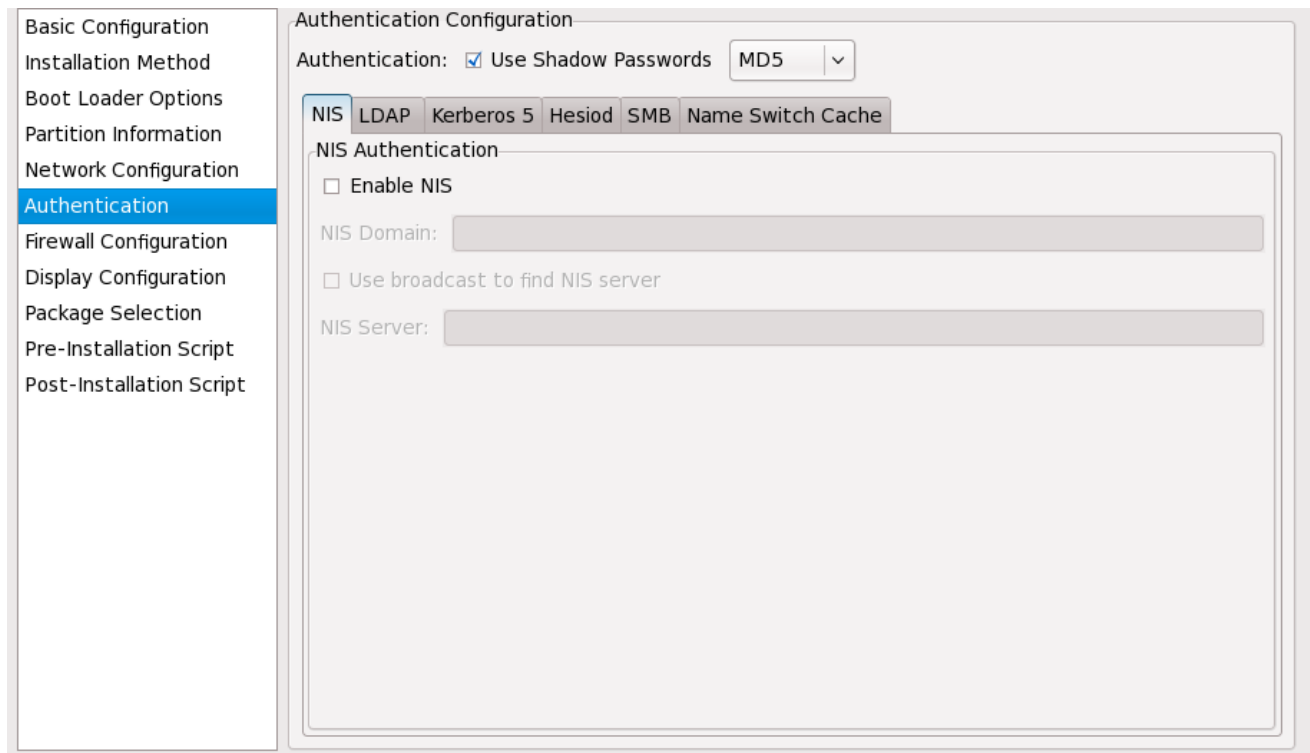 Basic Configuration
Installation Method
Boot Loader Options
Partition Information
Network Configuration
Authentication
Firewall Configuration
Display Configuration
Package Selection
Pre-Installation Script
Post-Installation Script
Authentication Configuration
Authentication: Use Shadow Passwords MD5
NIS LDAP Kerberos 5 Hesiod SMB Name Switch Cache
NIS Authentication
Enable NIS
NIS Domain:
Use broadcast to find NIS server
NIS Server: